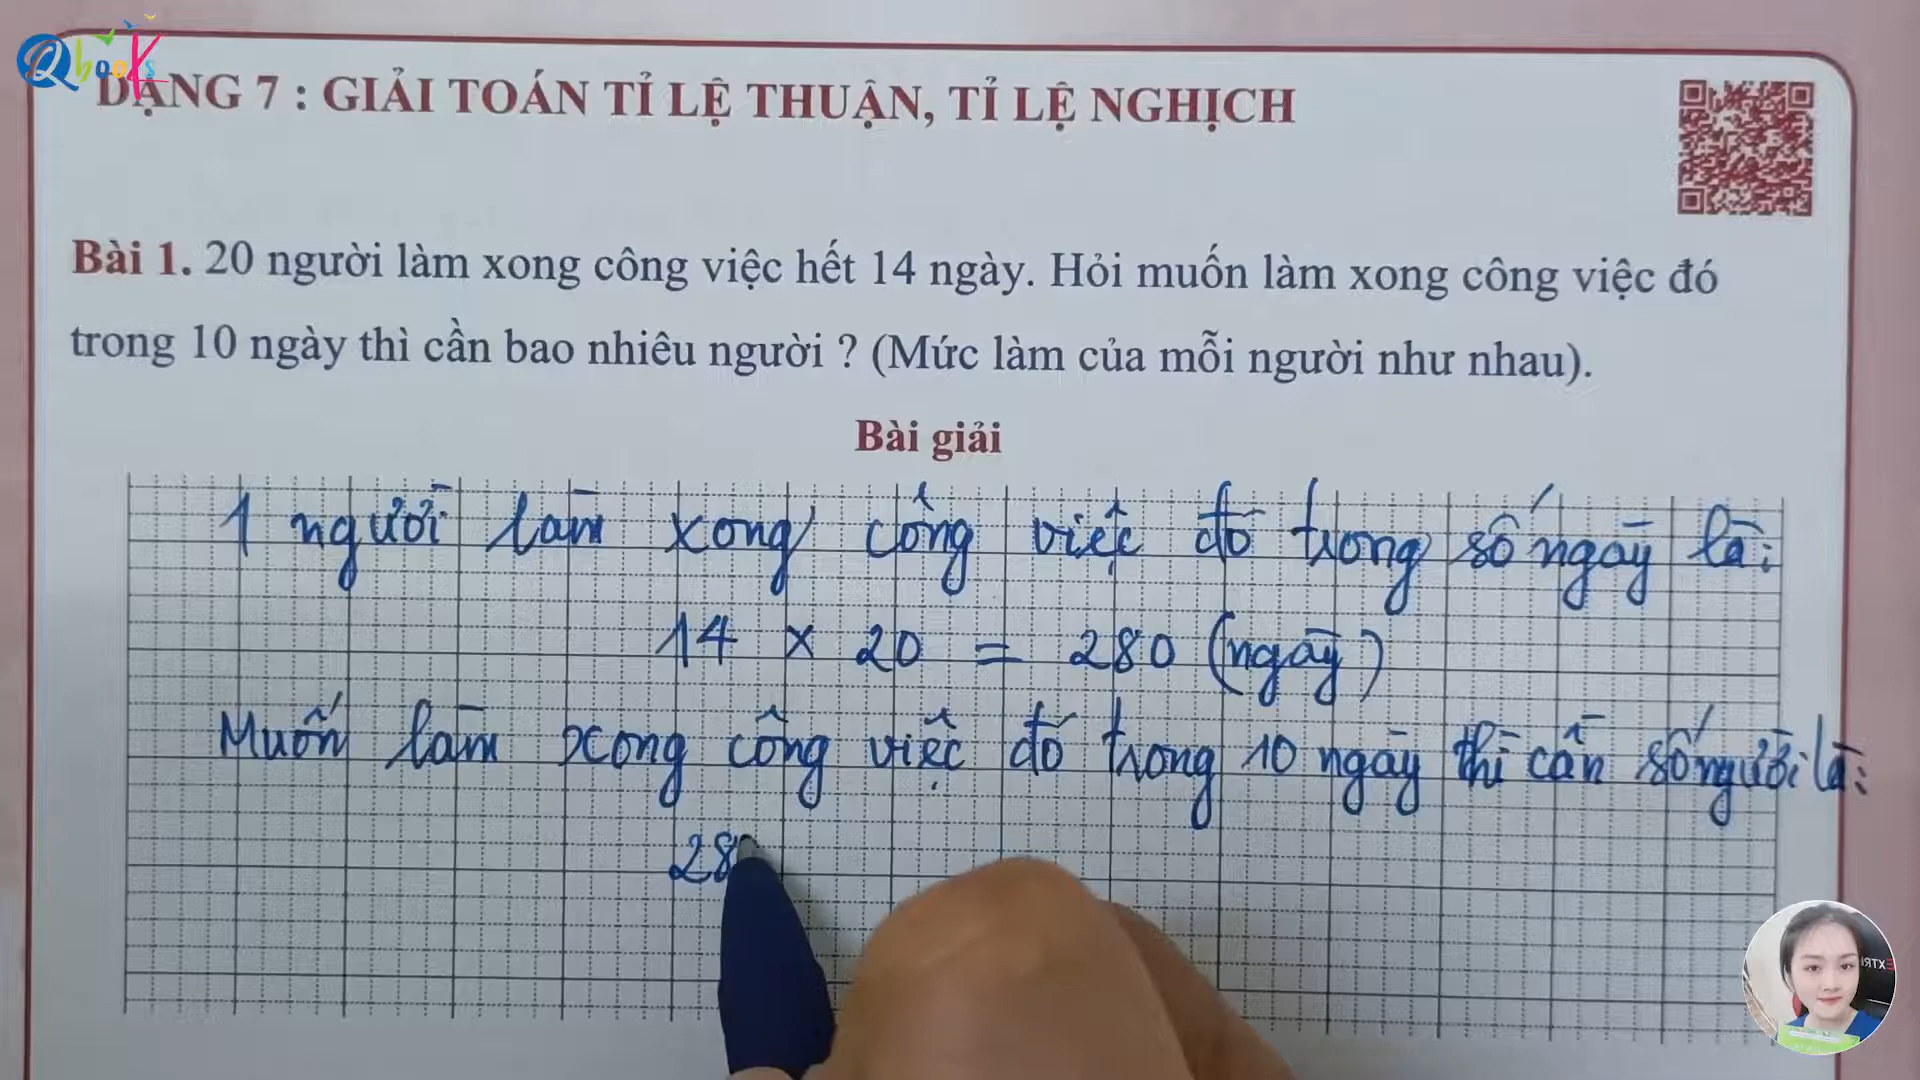 Qbooks
DẠNG 7 : GIẢI TOÁN TỈ LỆ THUẬN, TỈ LỆ NGHỊCH
Bài 1. 20 người làm xong công việc hết 14 ngày. Hỏi muốn làm xong công việc đó
trong 10 ngày thì cần bao nhiêu người ? (Mức làm của mỗi người như nhau).
Bài giải
1 người làm xong công việc đó trong số ngày là:
14 x 20 = 280 (ngày)
Muốn làm xong công việc đó trong 10 ngày thì cần số người là:
28